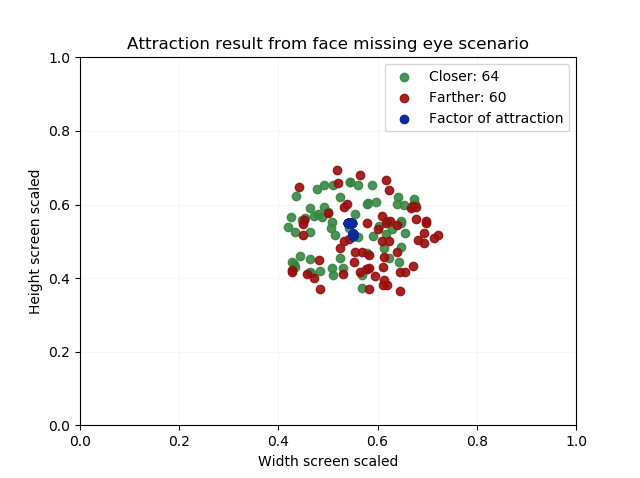 Attraction result from face missing eye scenario
Closer: 64
Farther: 60
Factor of attraction
Height screen scaled
1.0
0.8
0.6
0.4
0.2
0.0
0.0 0.2 0.4 0.6 0.8 1.0
Width screen scaled